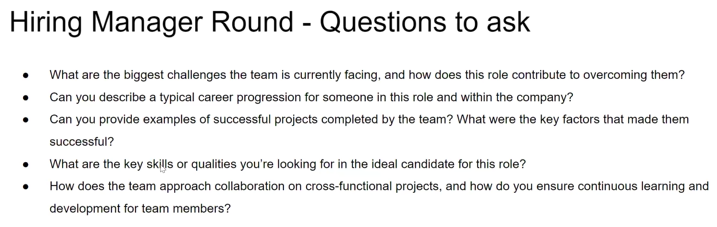 Hiring Manager Round - Questions to ask
● What are the biggest challenges the team is currently facing, and how does this role contribute to overcoming them?
● Can you describe a typical career progression for someone in this role and within the company?
● Can you provide examples of successful projects completed by the team? What were the key factors that made them
successful?
● What are the key skills or qualities you're looking for in the ideal candidate for this role?
● How does the team approach collaboration on cross-functional projects, and how do you ensure continuous learning and
development for team members?